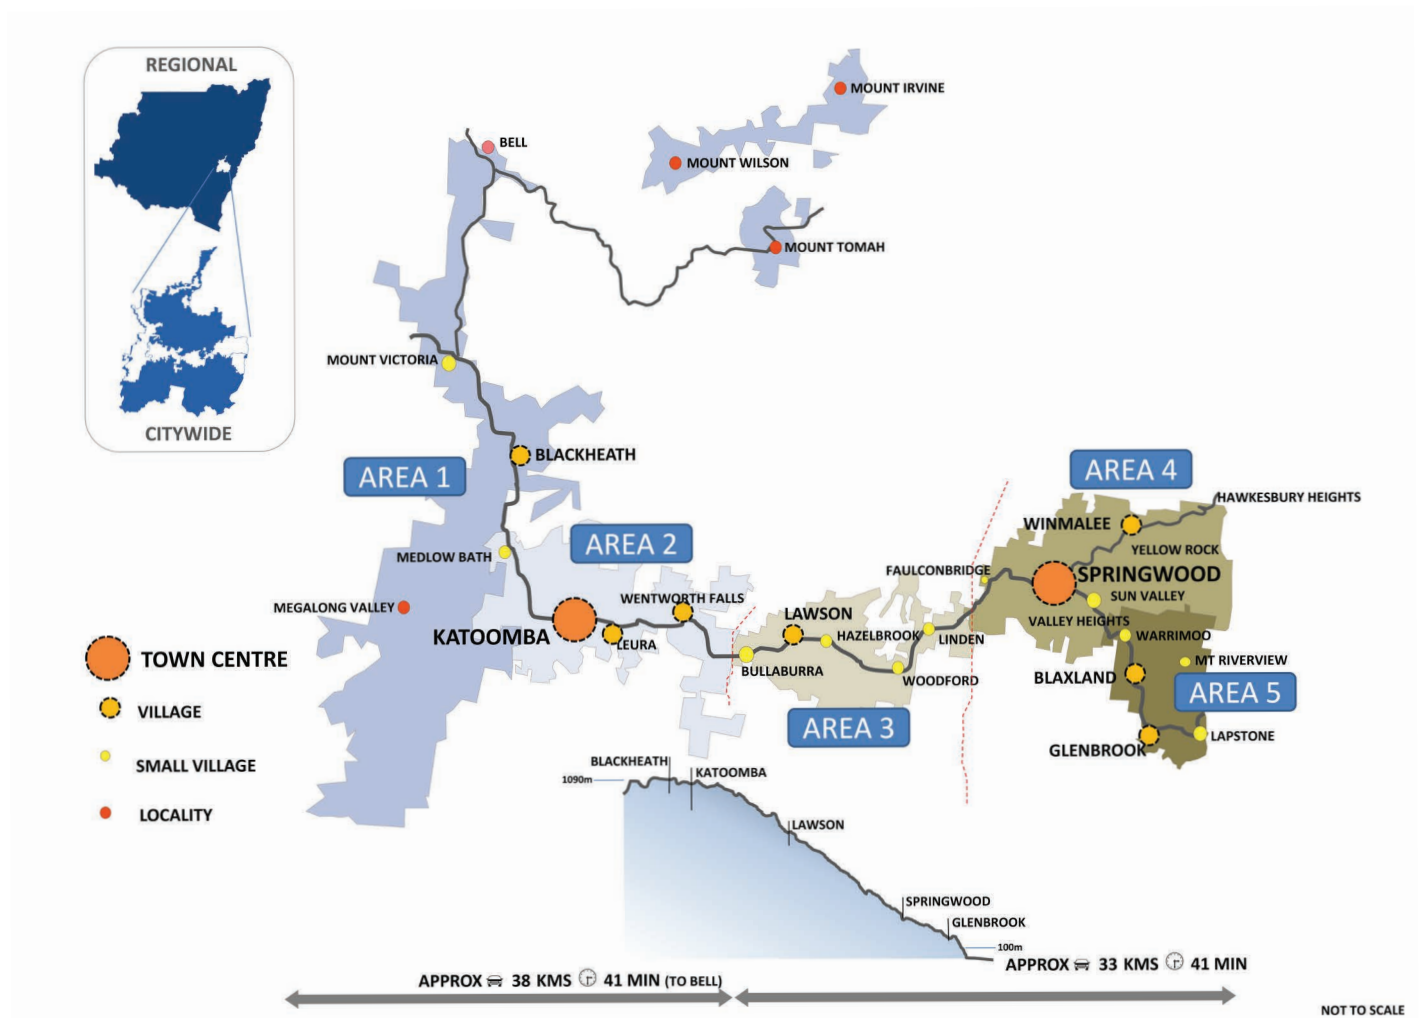 REGIONAL
CITYWIDE
MOUNT IRVINE
BELL
MOUNT WILSON
MOUNT TOMAH
MOUNT VICTORIA
BLACKHEATH
AREA 1
AREA 4
HAWKESBURY HEIGHTS
WINMALEE
AREA 2
YELLOW ROCK
MEDLOW BATH
FAULCONBRIDGE
SPRINGWOOD
SUN VALLEY
WENTWORTH FALLS
MEGALONG VALLEY
LAWSON
VALLEY HEIGHTS
KATOOMBA
LEURA
HAZELBROOK
LINDEN
WARRIMOO
TOWN CENTRE
BULLABURRA
WOODFORD
MT RIVERVIEW
BLAXLAND
AREA 5
VILLAGE
AREA 3
LAPSTONE
GLENBROOK
SMALL VILLAGE
LOCALITY
BLACKHEATH
1090m
KATOOMBA
LAWSON
SPRINGWOOD
GLENBROOK
100m
APPROX 33 KMS 41 MIN
APPROX 38 KMS 41 MIN (TO BELL)
NOT TO SCALE